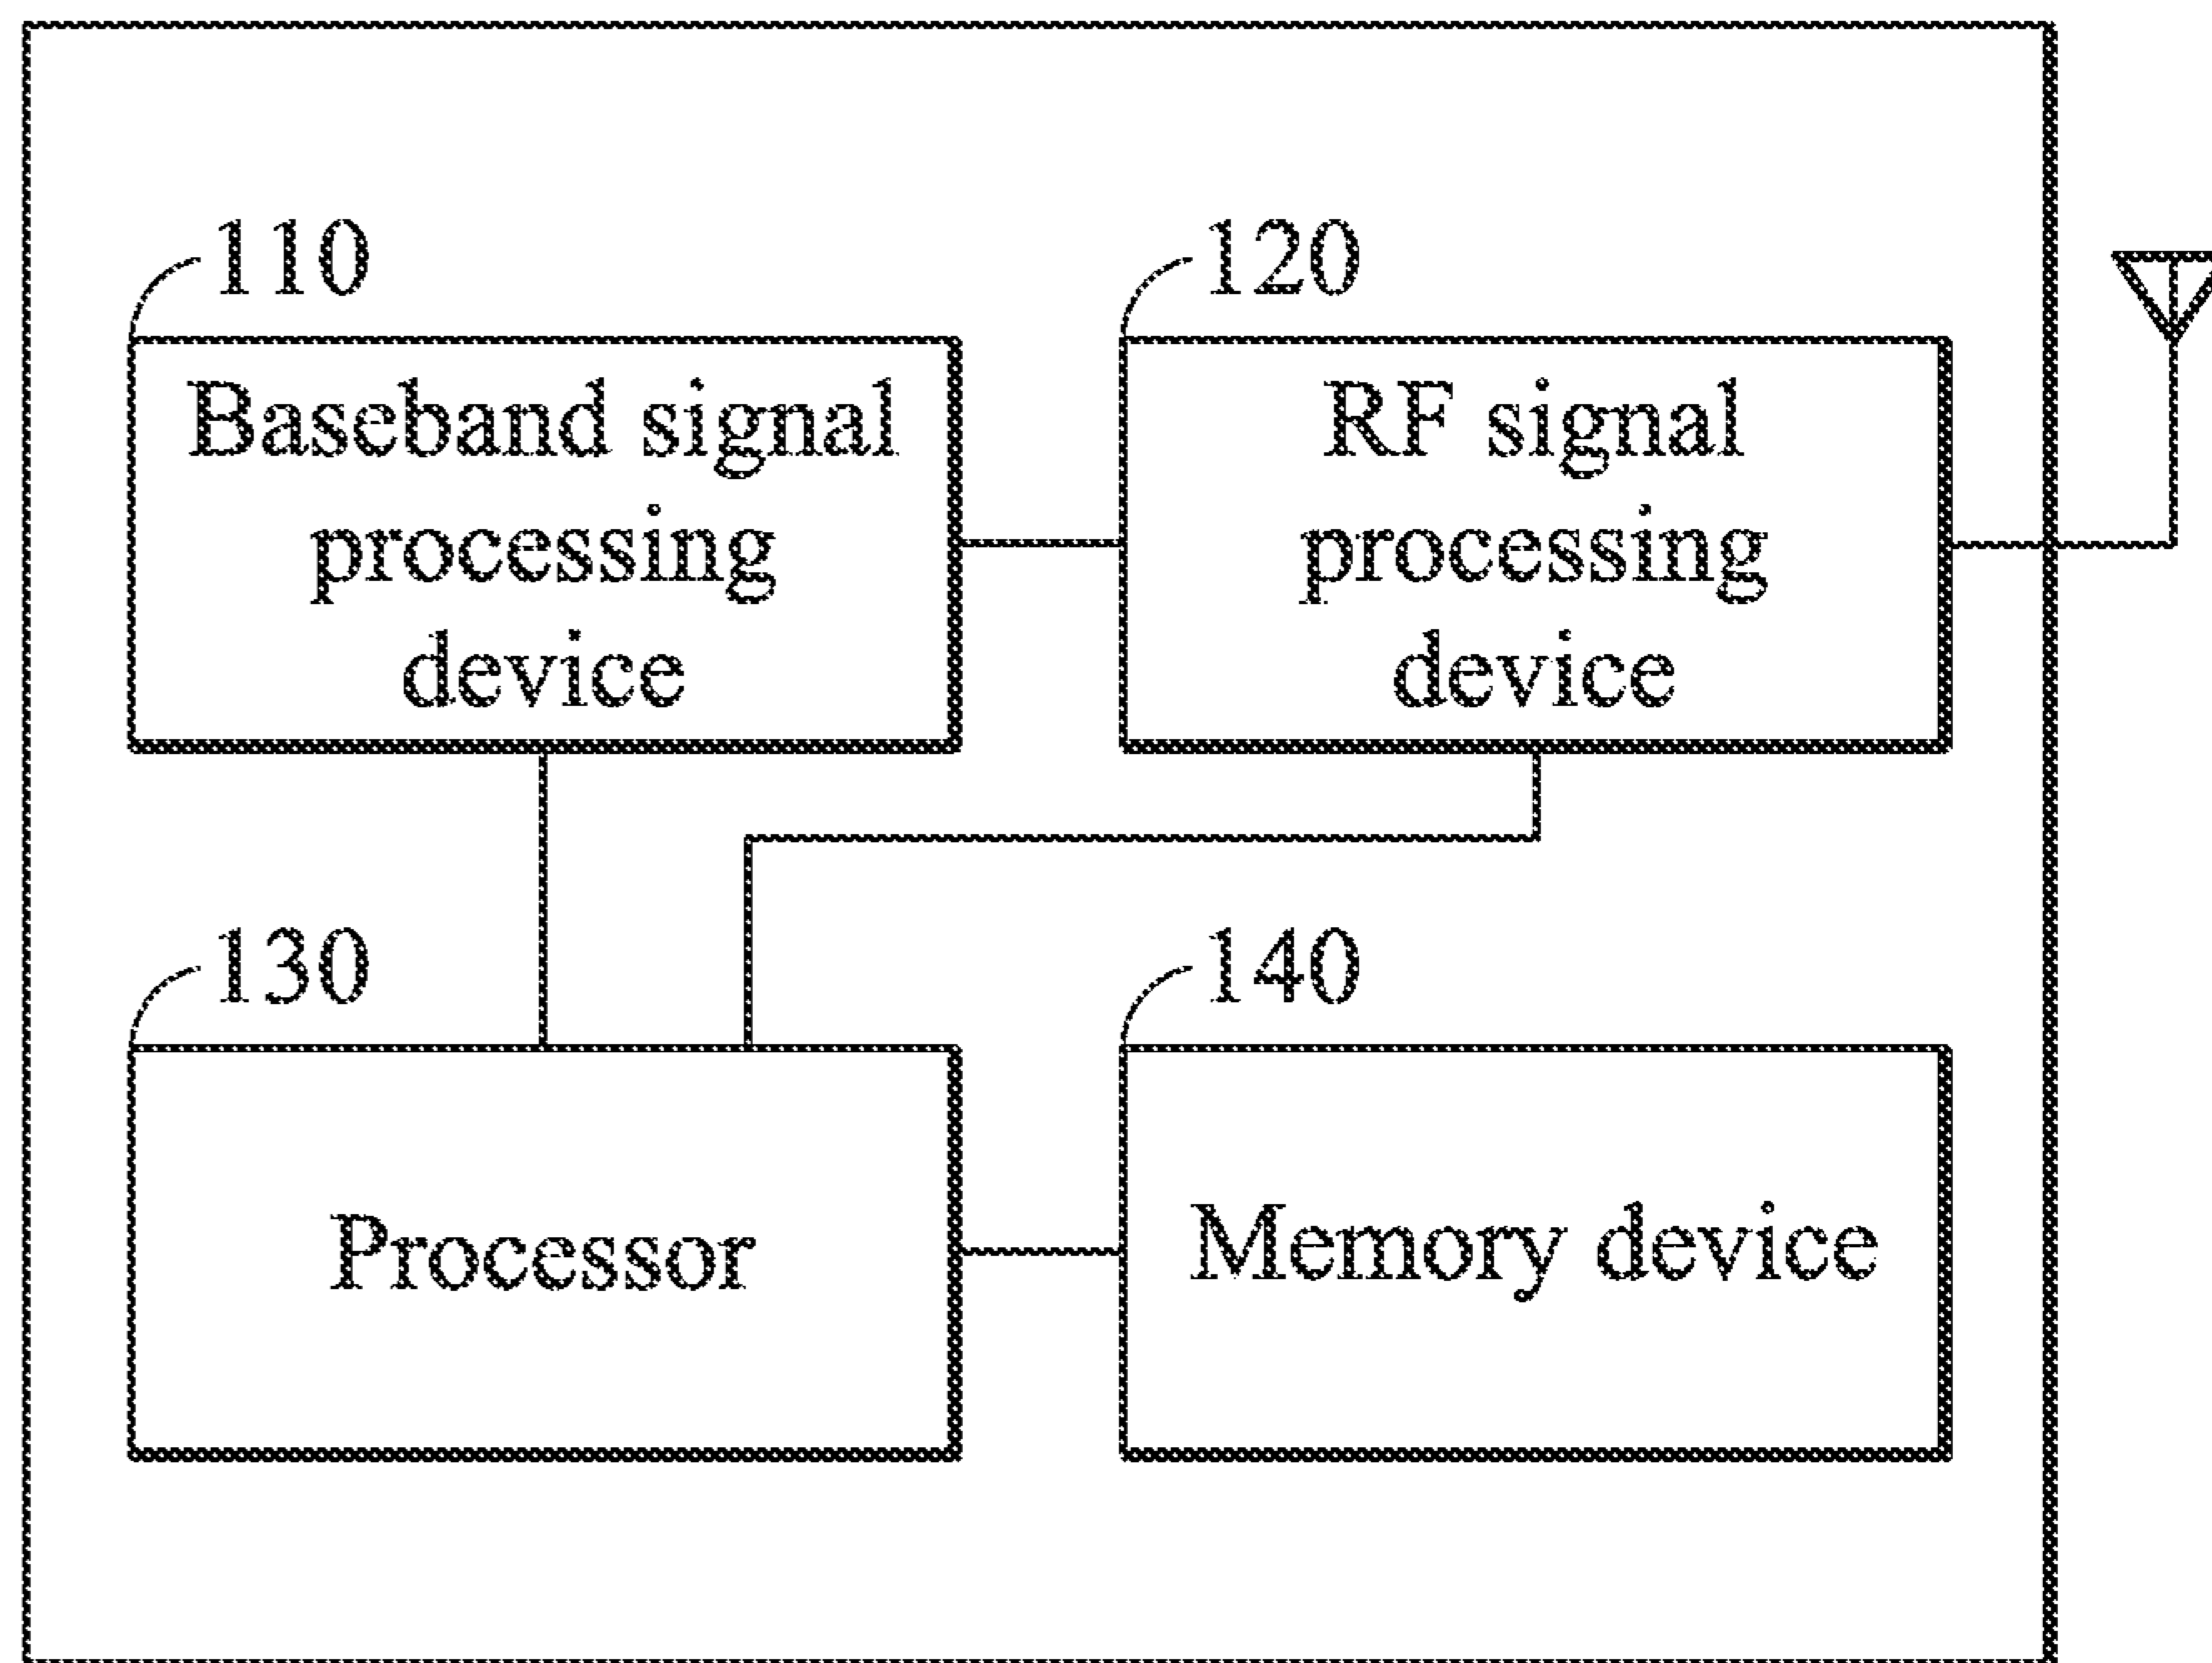 110
120
Baseband signal
processing
device
RF signal
processing
device
130
140
Processor
Memory device